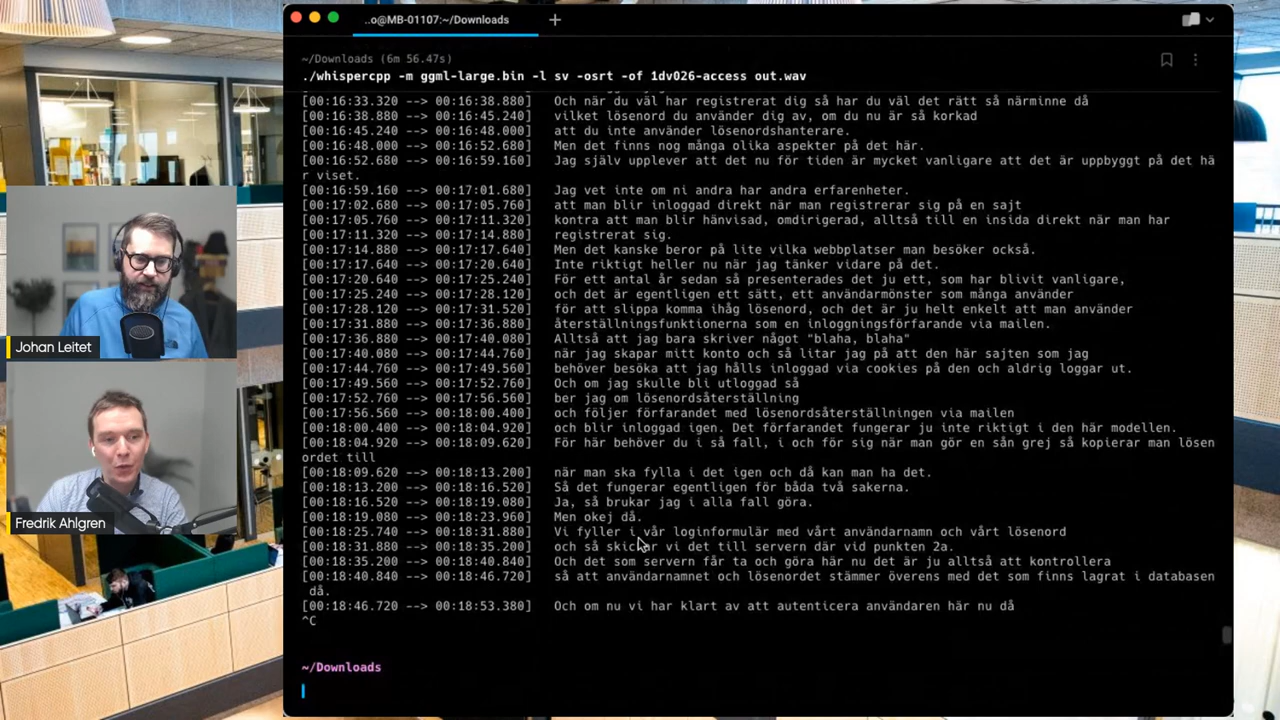 ..o@MB-01107:~/Downloads
~/Downloads (6m 56.47s)
./whispercpp -m ggml-large.bin -l sv -osrt -of 1dv026-access out.wav
[00:16:33.320 --> 00:16:38.880] Och när du väl har registrerat dig så har du väl det rätt så närminne då
[00:16:38.880 --> 00:16:45.240] vilket lösenord du använder dig av, om du nu är så korkad
[00:16:45.240 --> 00:16:48.000] att du inte använder lösenordshanterare.
[00:16:48.000 --> 00:16:52.680] Men det finns nog många olika aspekter på det här.
[00:16:52.680 --> 00:16:59.160] Jag själv upplever att det nu för tiden är mycket vanligare att det är uppbyggt på det hä
r viset.
[00:16:59.160 --> 00:17:01.680] Jag vet inte om ni andra har andra erfarenheter.
[00:17:02.680 --> 00:17:05.760] att man blir inloggad direkt när man registrerar sig på en sajt
[00:17:05.760 --> 00:17:11.320] kontra att man blir hänvisad, omdirigerad, alltså till en insida direkt när man har
[00:17:11.320 --> 00:17:14.880] registrerat sig.
[00:17:14.880 --> 00:17:17.640] Men det kanske beror på lite vilka webbplatser man besöker också.
[00:17:17.640 --> 00:17:20.640] Inte riktigt heller nu när jag tänker vidare på det.
[00:17:20.640 --> 00:17:25.240] För ett antal år sedan så presenterades det ju ett, som har blivit vanligare,
[00:17:25.240 --> 00:17:28.120] och det är egentligen ett sätt, ett användarmönster som många använder
[00:17:28.120 --> 00:17:31.520] för att slippa komma ihåg lösenord, och det är ju helt enkelt att man använder
[00:17:31.880 --> 00:17:36.880] återställningsfunktionerna som en inloggningsförfarande via mailen.
[00:17:36.880 --> 00:17:40.080] Alltså att jag bara skriver något "blaha, blaha"
[00:17:40.080 --> 00:17:44.760] när jag skapar mitt konto och så litar jag på att den här sajten som jag
[00:17:44.760 --> 00:17:49.560] behöver besöka att jag hålls inloggad via cookies på den och aldrig loggar ut.
[00:17:49.560 --> 00:17:52.760] Och om jag skulle bli utloggad så
[00:17:52.760 --> 00:17:56.560] ber jag om lösenordsåterställning
[00:17:56.560 --> 00:18:00.400] och följer förfarandet med lösenordsåterställningen via mailen
[00:18:00.400 --> 00:18:04.920] och blir inloggad igen. Det förfarandet fungerar ju inte riktigt i den här modellen.
[00:18:04.920 --> 00:18:09.620] För här behöver du i så fall, i och för sig när man gör en sån grej så kopierar man lösen
ordet till
[00:18:09.620 --> 00:18:13.200] när man ska fylla i det igen och då kan man ha det.
[00:18:13.200 --> 00:18:16.520] Så det fungerar egentligen för båda två sakerna.
[00:18:16.520 --> 00:18:19.080] Ja, så brukar jag i alla fall göra.
[00:18:19.080 --> 00:18:23.960] Men okej då.
[00:18:25.740 --> 00:18:31.880] Vi fyller i vår loginformulär med vårt användarnamn och vårt lösenord
[00:18:31.880 --> 00:18:35.200] och så skickar vi det till servern där vid punkten 2a.
[00:18:35.200 --> 00:18:40.840] Och det som servern får ta och göra här nu det är ju alltså att kontrollera
[00:18:40.840 --> 00:18:46.720] så att användarnamnet och lösenordet stämmer överens med det som finns lagrat i databasen
då.
[00:18:46.720 --> 00:18:53.380] Och om nu vi har klart av att autenticera användaren här nu då
^C
~/Downloads
Johan Leitet
Fredrik Ahlgren